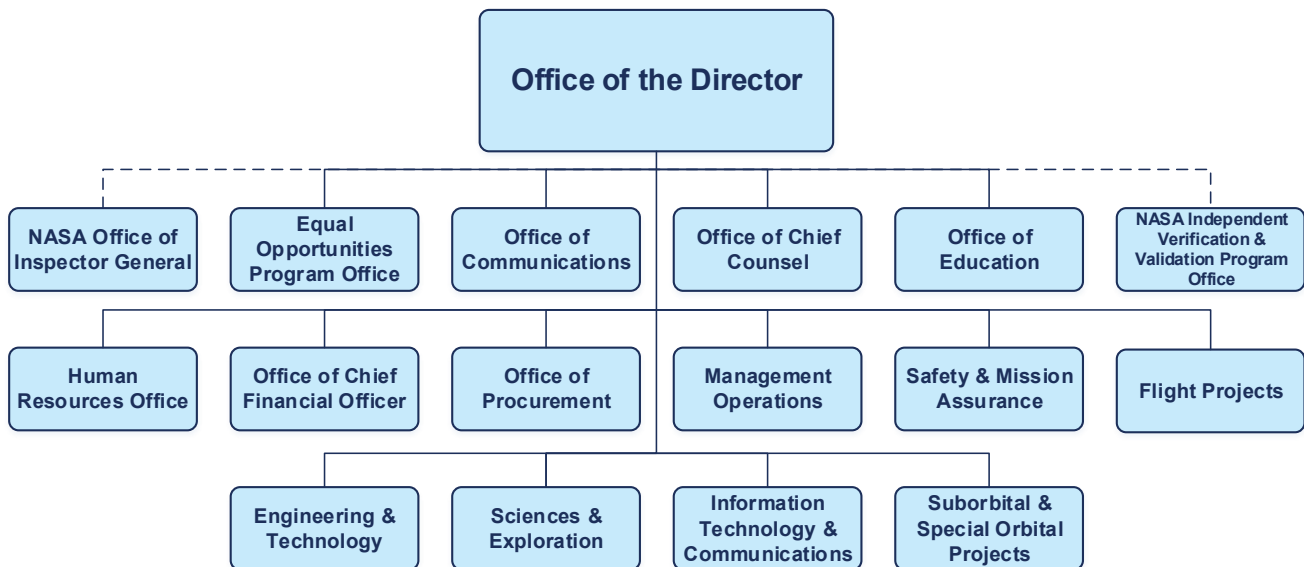 Office of the Director
NASA Office of
Inspector General
Equal
Opportunities
Program Office
Office of
Communications
Office of Chief
Counsel
Office of
Education
NASA Independent
Verification &
Validation Program
Office
Human
Resources Office
Office of Chief
Financial Officer
Office of
Procurement
Management
Operations
Safety & Mission
Assurance
Flight Projects
Engineering &
Technology
Sciences &
Exploration
Information
Technology &
Communications
Suborbital &
Special Orbital
Projects